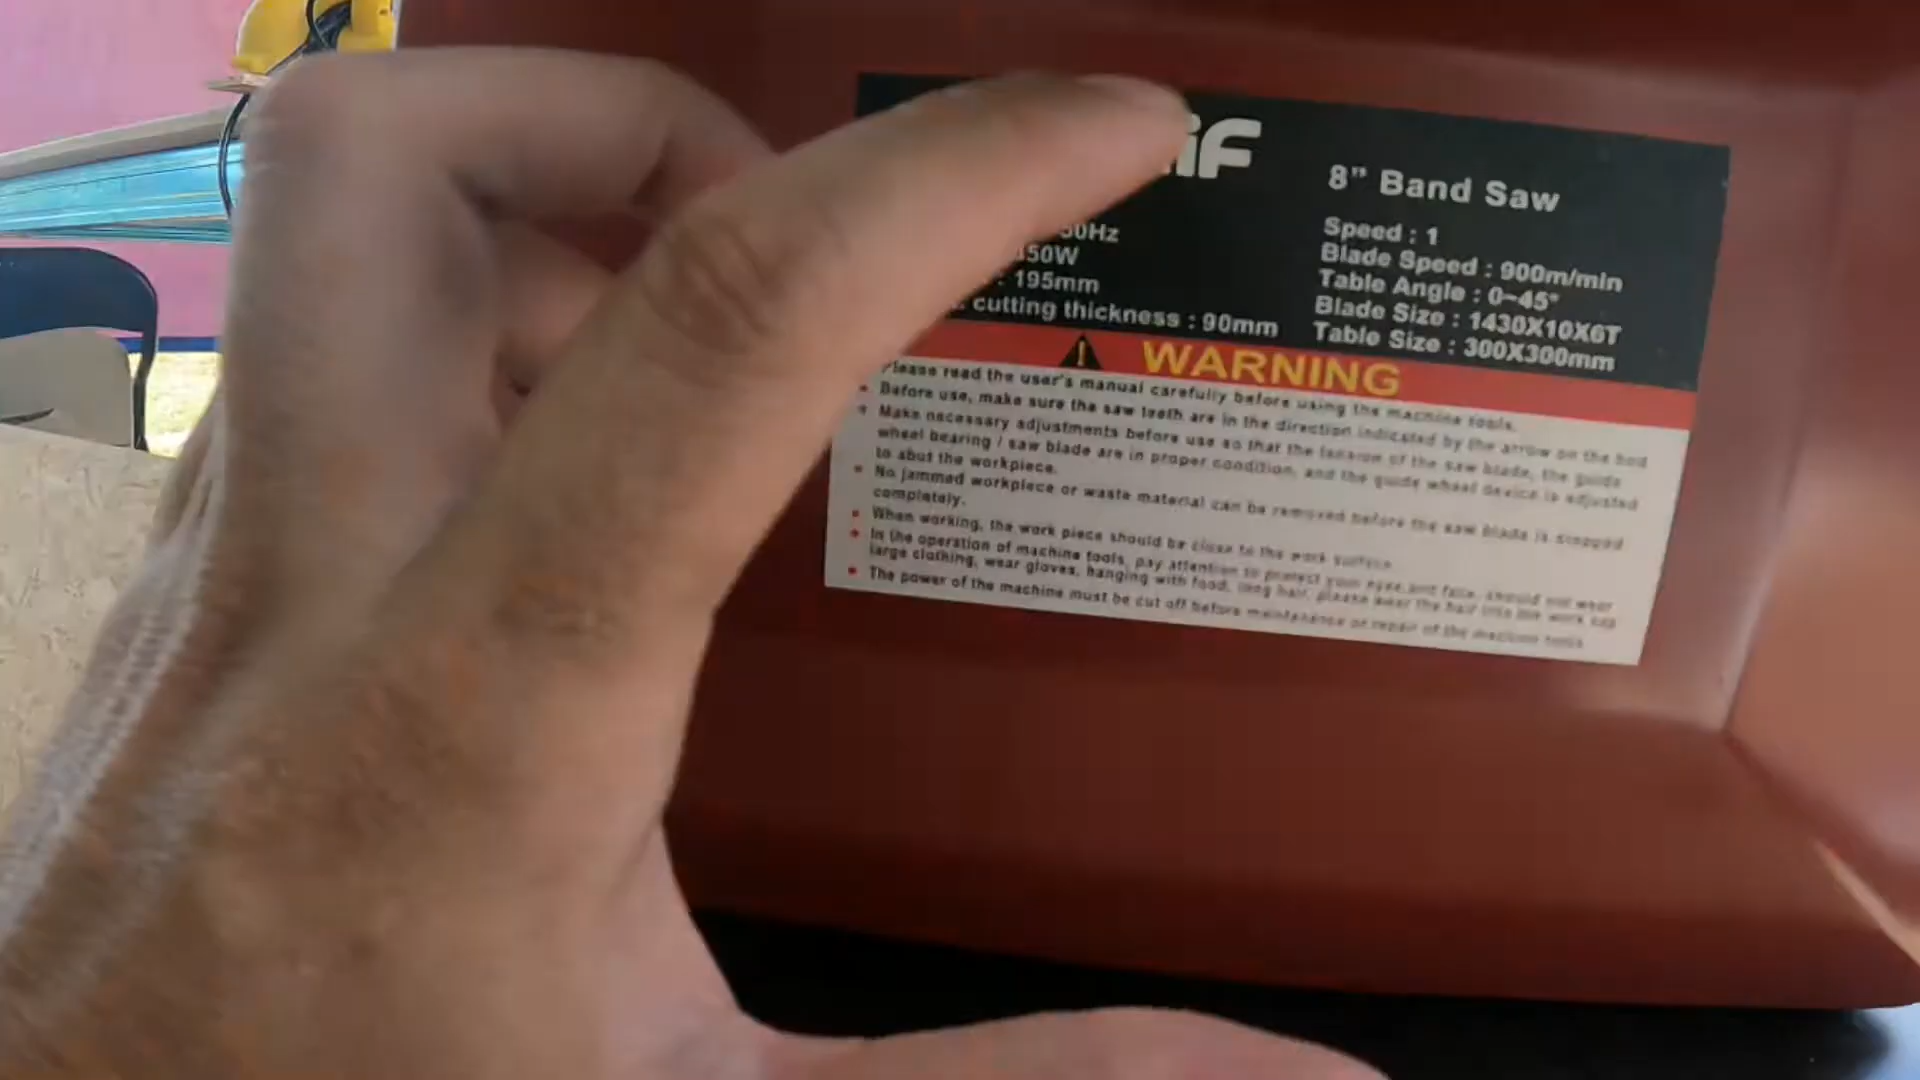 iF
8" Band Saw
50Hz
Speed : 1
50W
Blade Speed : 900m/min
: 195mm
Table Angle : 0~45°
cutting thickness : 90mm
Blade Size : 1430X10X6T
Table Size : 300X300mm
WARNING
Please read the user's manual carefully before using the machine tools.
Before use, make sure the saw teeth are in the direction indicated by the arrow on the bod
Make necessary adjustments before use so that the tension of the saw blade, the guide
wheel bearing / saw blade are in proper condition, and the guide wheel device is adjusted
to abut the workpiece.
No jammed workpiece or waste material can be removed before the saw blade is stopped
completely.
When working, the work piece should be close to the work surface.
In the operation of machine tools, pay attention to protect your eyes and face, should not wear
large clothing, wear gloves, hanging with food, long hair, please wear the hair into the work cap
The power of the machine must be cut off before maintenance or repair of the machine tools